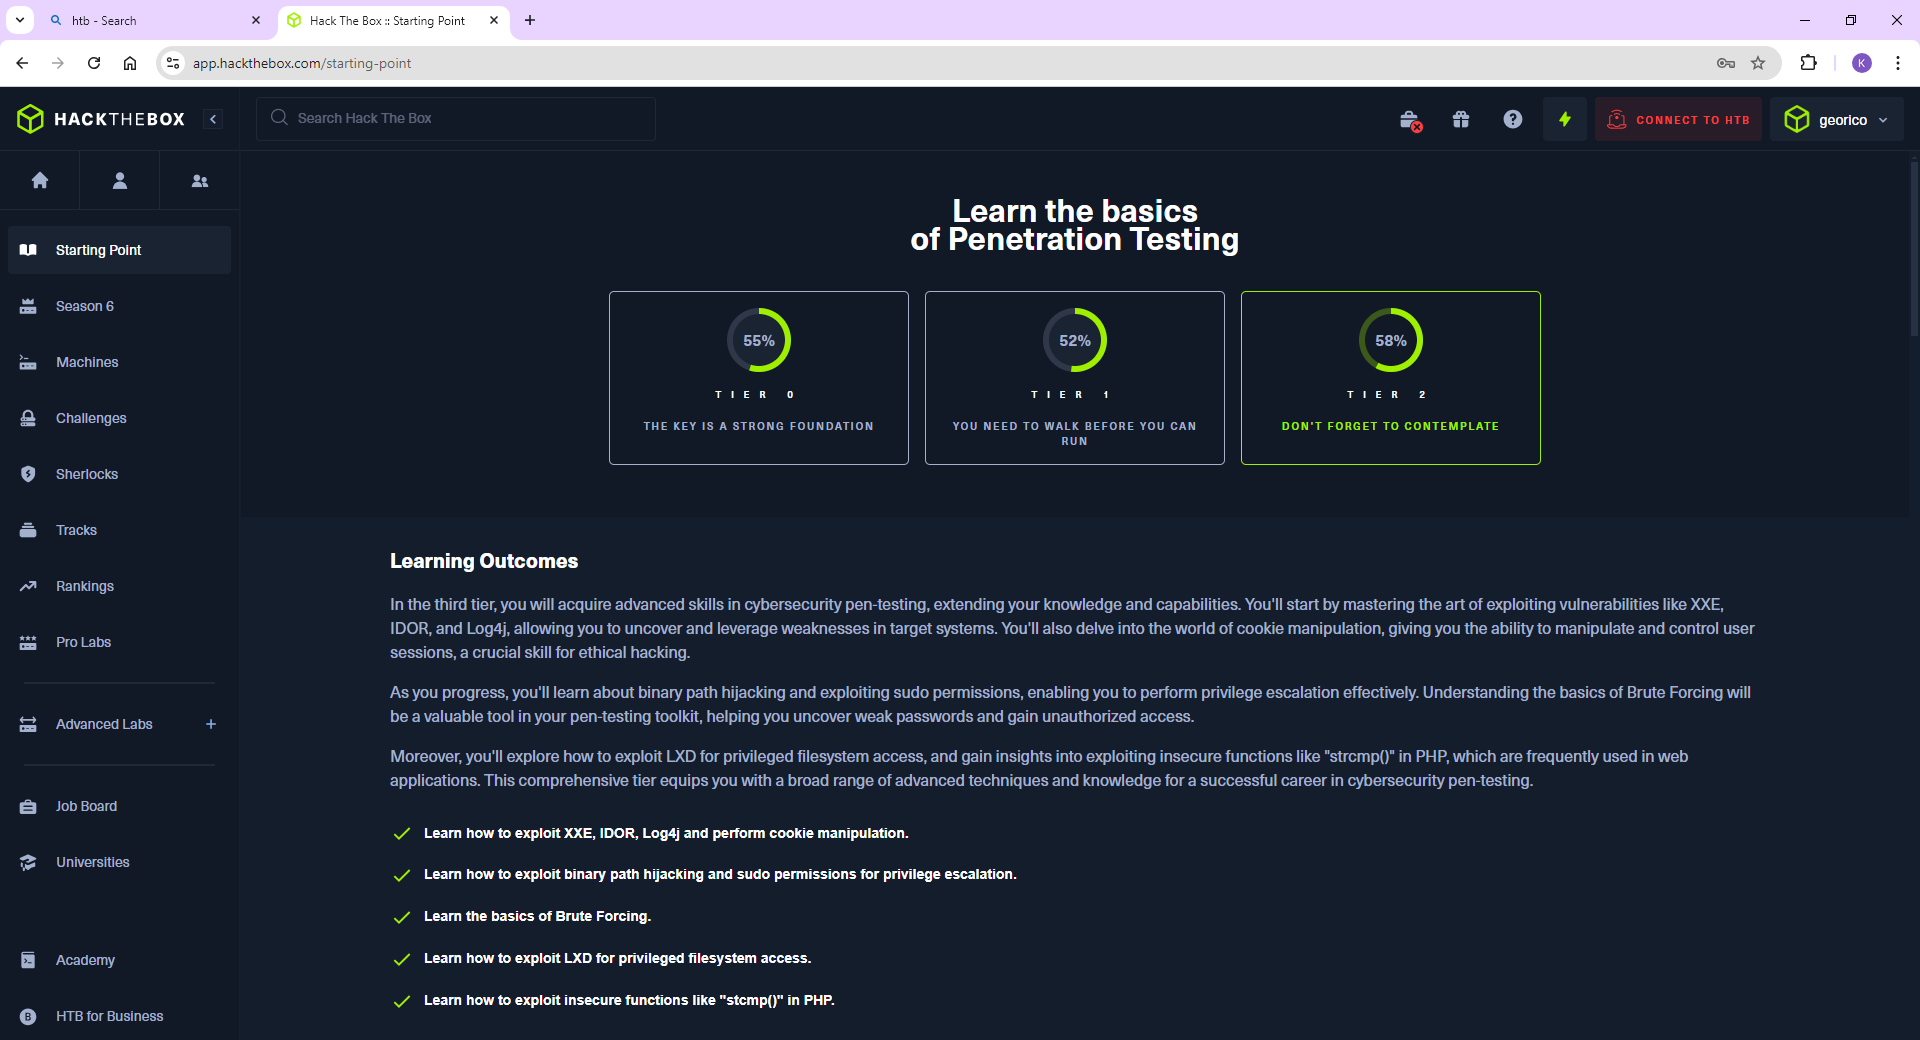 htb - Search
Hack The Box :: Starting Point
app.hackthebox.com/starting-point
K
HACKTHEBOX
Search Hack The Box
CONNECT TO HTB
georico
Starting Point
Season 6
Machines
Challenges
Sherlocks
Tracks
Rankings
Pro Labs
Advanced Labs
Job Board
Universities
Academy
B
HTB for Business
Learn the basics
of Penetration Testing
55%
TIER 0
THE KEY IS A STRONG FOUNDATION
52%
TIER 1
YOU NEED TO WALK BEFORE YOU CAN
RUN
58%
TIER 2
DON'T FORGET TO CONTEMPLATE
Learning Outcomes
In the third tier, you will acquire advanced skills in cybersecurity pen-testing, extending your knowledge and capabilities. You'll start by mastering the art of exploiting vulnerabilities like XXE,
IDOR, and Log4j, allowing you to uncover and leverage weaknesses in target systems. You'll also delve into the world of cookie manipulation, giving you the ability to manipulate and control user
sessions, a crucial skill for ethical hacking.
As you progress, you'll learn about binary path hijacking and exploiting sudo permissions, enabling you to perform privilege escalation effectively. Understanding the basics of Brute Forcing will
be a valuable tool in your pen-testing toolkit, helping you uncover weak passwords and gain unauthorized access.
Moreover, you'll explore how to exploit LXD for privileged filesystem access, and gain insights into exploiting insecure functions like "strcmp()" in PHP, which are frequently used in web
applications. This comprehensive tier equips you with a broad range of advanced techniques and knowledge for a successful career in cybersecurity pen-testing.
Learn how to exploit XXE, IDOR, Log4j and perform cookie manipulation.
Learn how to exploit binary path hijacking and sudo permissions for privilege escalation.
Learn the basics of Brute Forcing.
Learn how to exploit LXD for privileged filesystem access.
Learn how to exploit insecure functions like "stcmp()" in PHP.